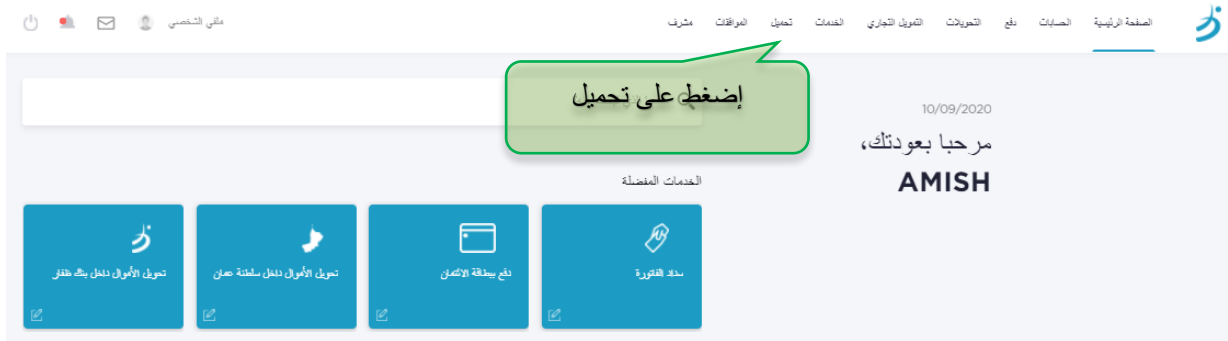 الصفحة الرئيسية الحسابات دفع التحويلات التمويل التجاري الخدمات تحميل الموافقات مشرف ملفي الشخصي
إضغط على تحميل
10/09/2020
مرحبا بعودتك،
AMISH
الخدمات المفضلة
سداد الفاتورة
دفع ببطاقة الائتمان
تحويل الأموال داخل سلطنة عمان
تحويل الأموال داخل بنك ظفار